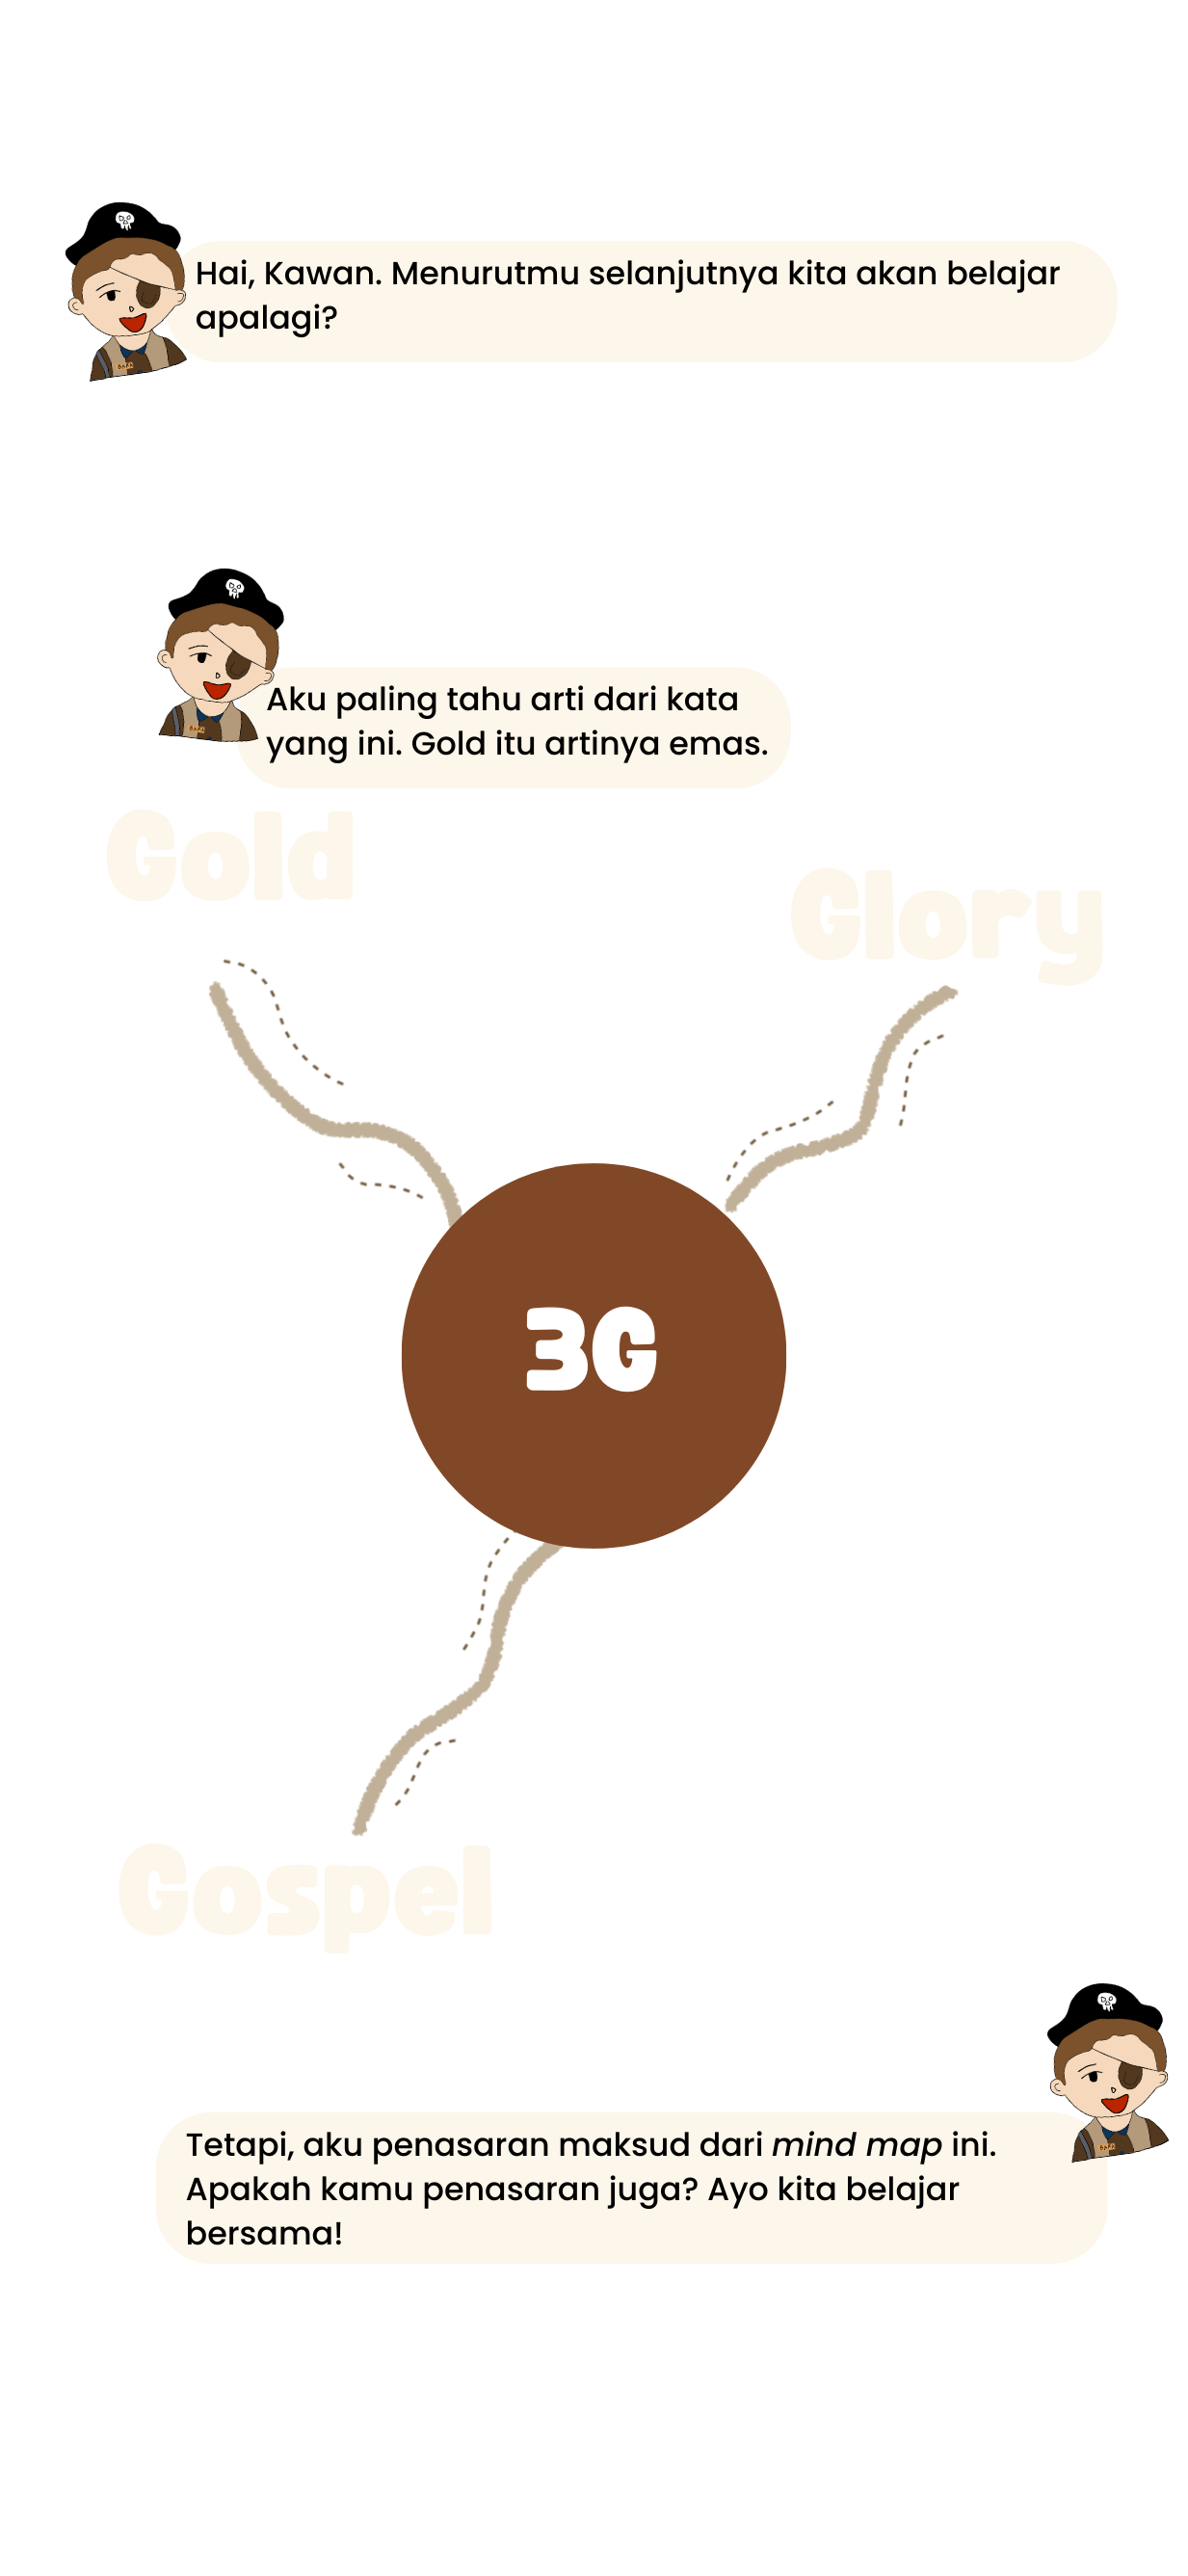 Hai, Kawan. Menurutmu selanjutnya kita akan belajar
apalagi?
Aku paling tahu arti dari kata
yang ini. Gold itu artinya emas.
Gold
Glory
3G
Gospel
Tetapi, aku penasaran maksud dari mind map ini.
Apakah kamu penasaran juga? Ayo kita belajar
bersama!